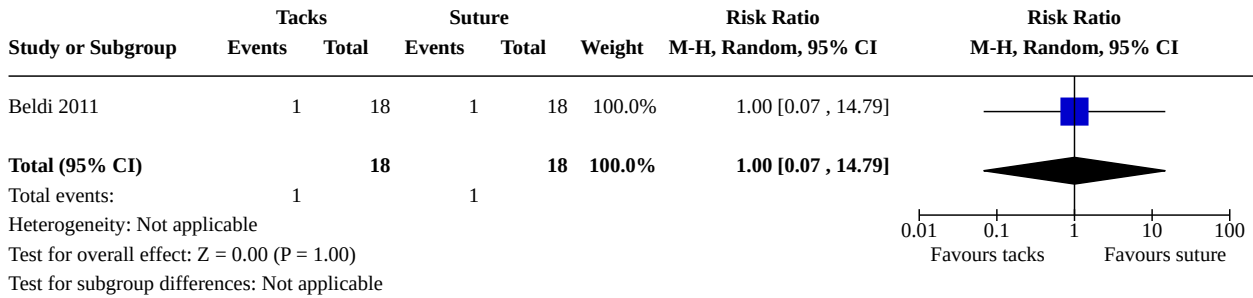 Tacks Suture Risk Ratio Risk Ratio
Study or Subgroup Events Total Events Total Weight M-H, Random, 95% CI M-H, Random, 95% CI
Beldi 2011 1 18 1 18 100.0% 1.00 [0.07 , 14.79]
Total (95% CI) 18 18 100.0% 1.00 [0.07 , 14.79]
Total events: 1 1
Heterogeneity: Not applicable
0.01 0.1 1 10 100
Test for overall effect: Z = 0.00 (P = 1.00) Favours tacks Favours suture
Test for subgroup differences: Not applicable